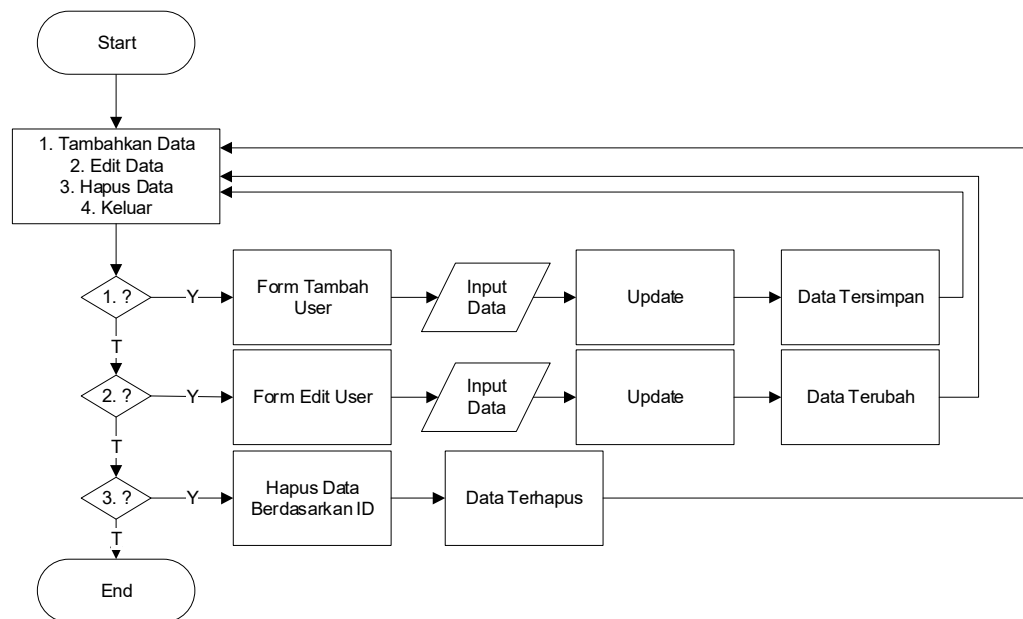 Start
1. Tambahkan Data
2. Edit Data
3. Hapus Data
4. Keluar
1. ?
Y
Form Tambah
User
Input
Data
Update
Data Tersimpan
T
2. ?
Y
Form Edit User
Input
Data
Update
Data Terubah
T
3. ?
Y
Hapus Data
Berdasarkan ID
Data Terhapus
T
End